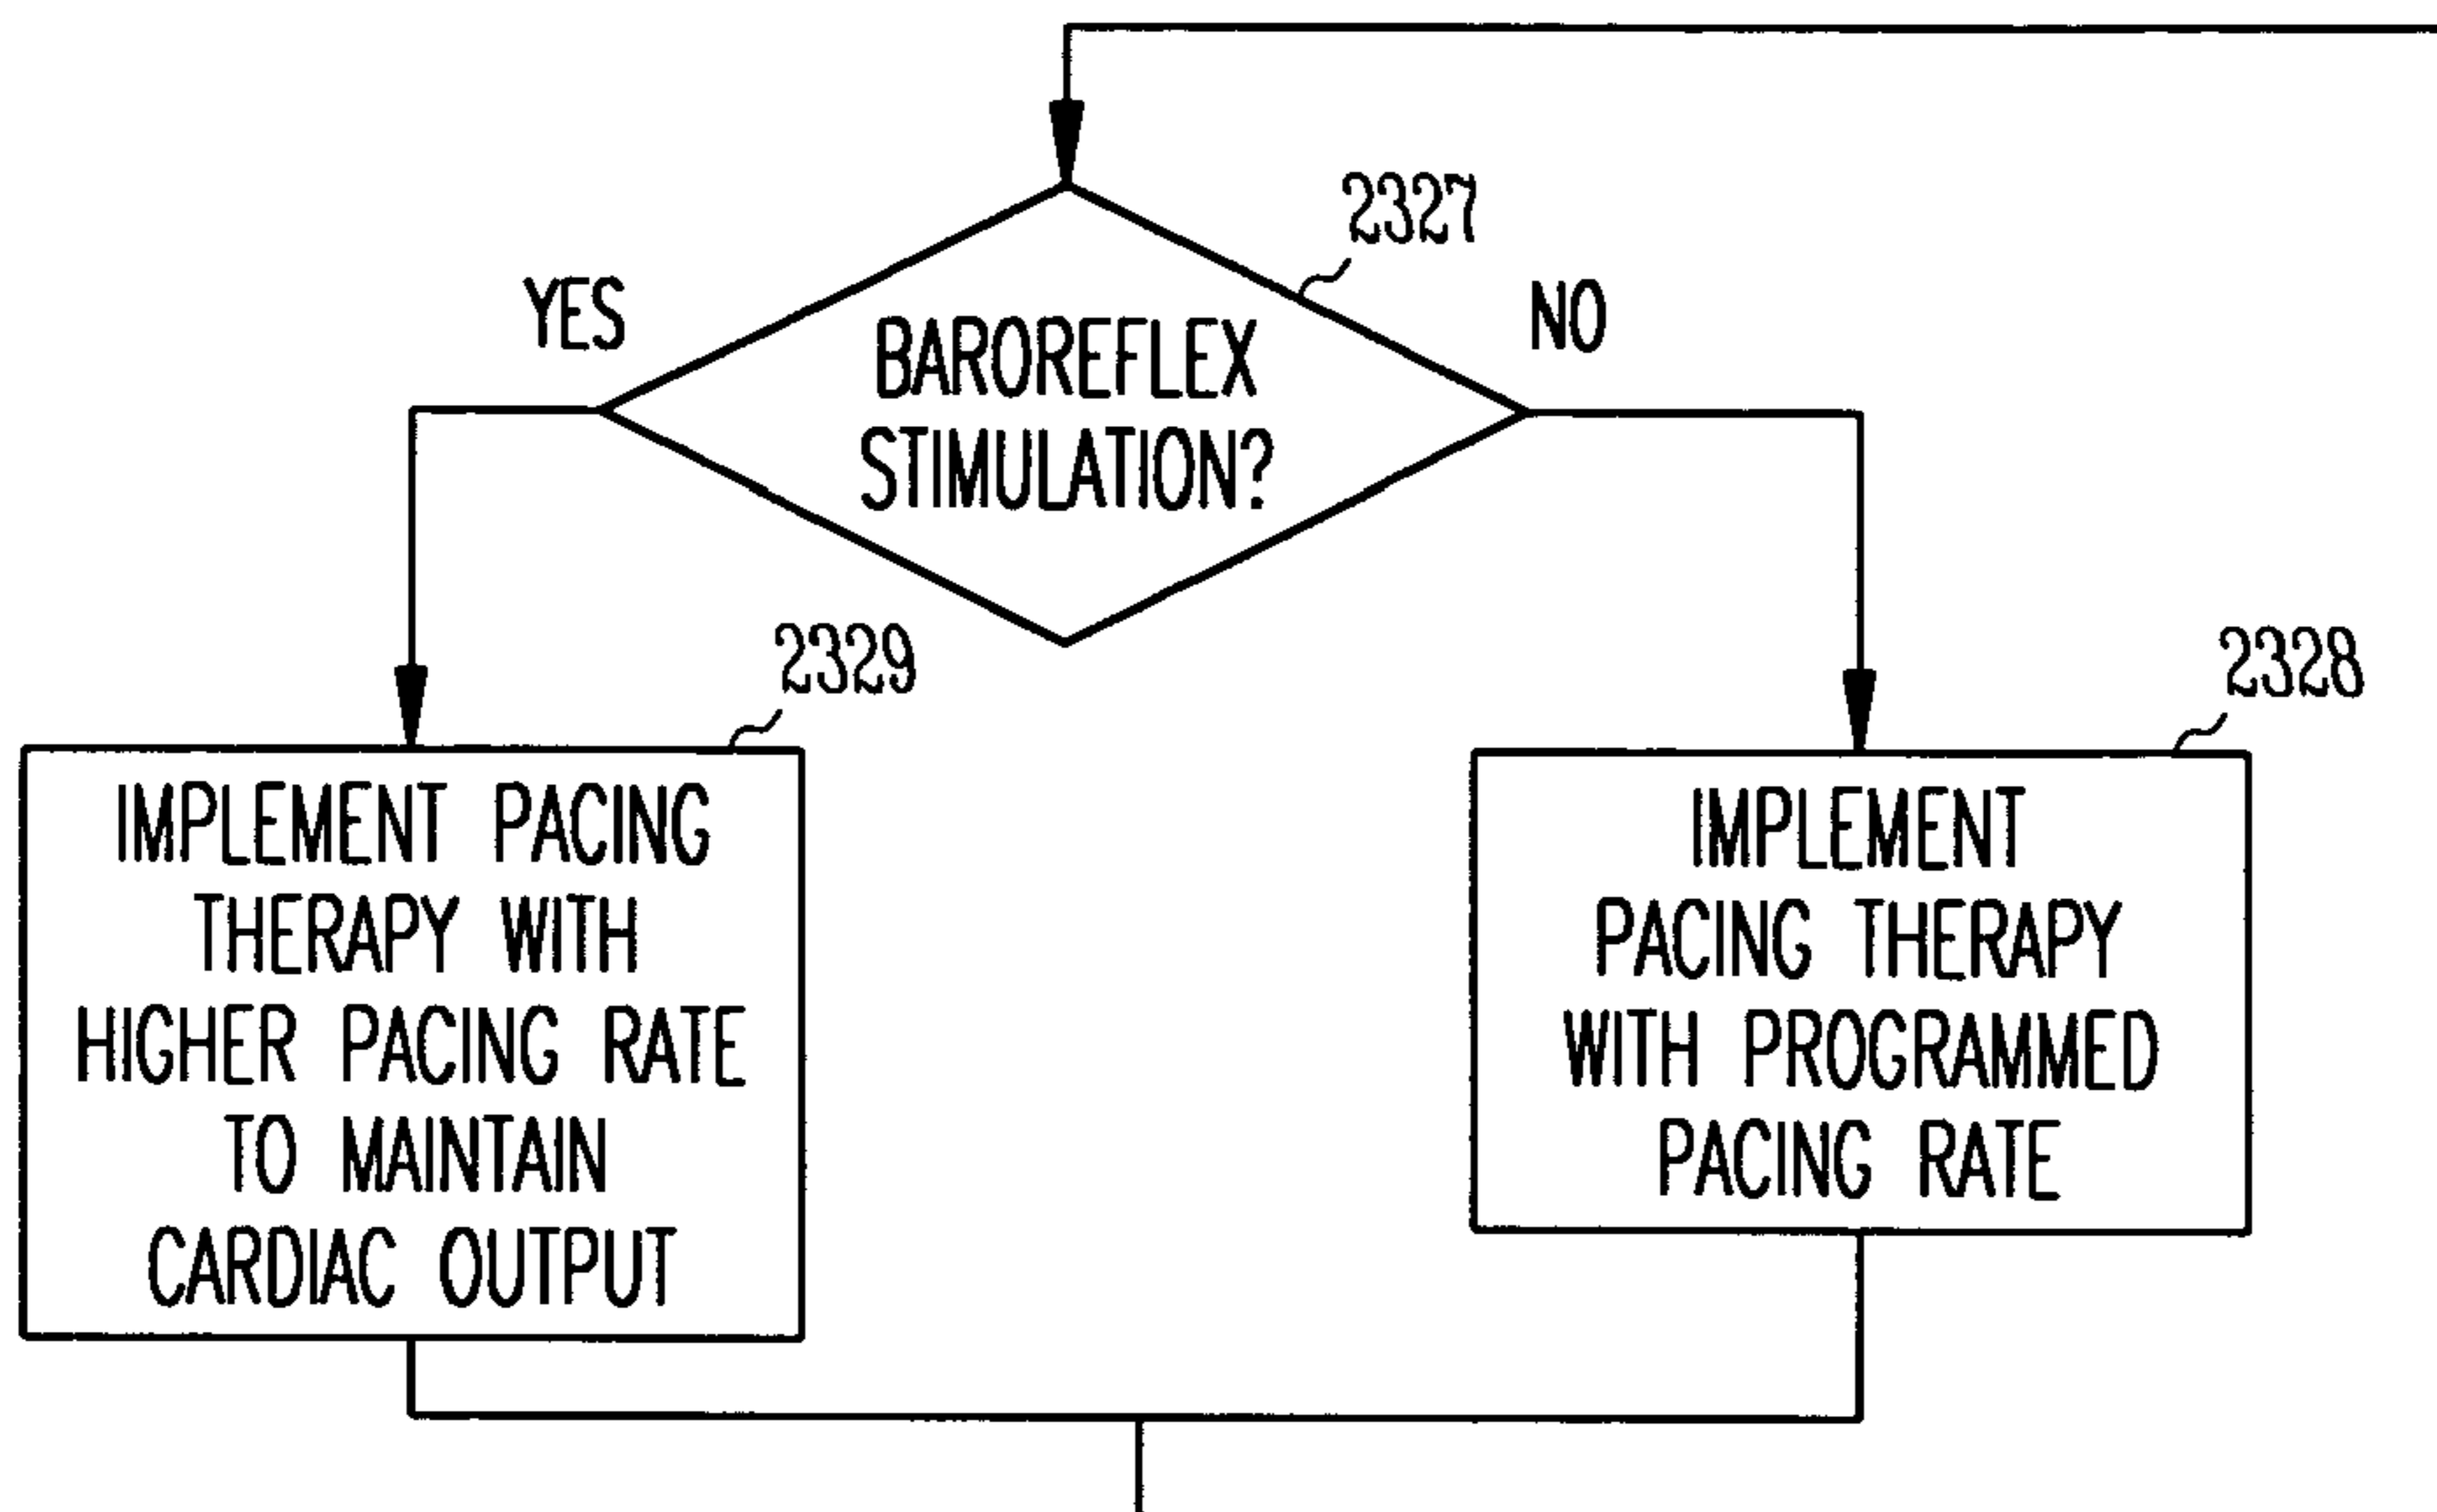 2327
YES
NO
BAROREFLEX
STIMULATION?
2329
2328
IMPLEMENT PACING
THERAPY WITH
HIGHER PACING RATE
TO MAINTAIN
CARDIAC OUTPUT
IMPLEMENT
PACING THERAPY
WITH PROGRAMMED
PACING RATE